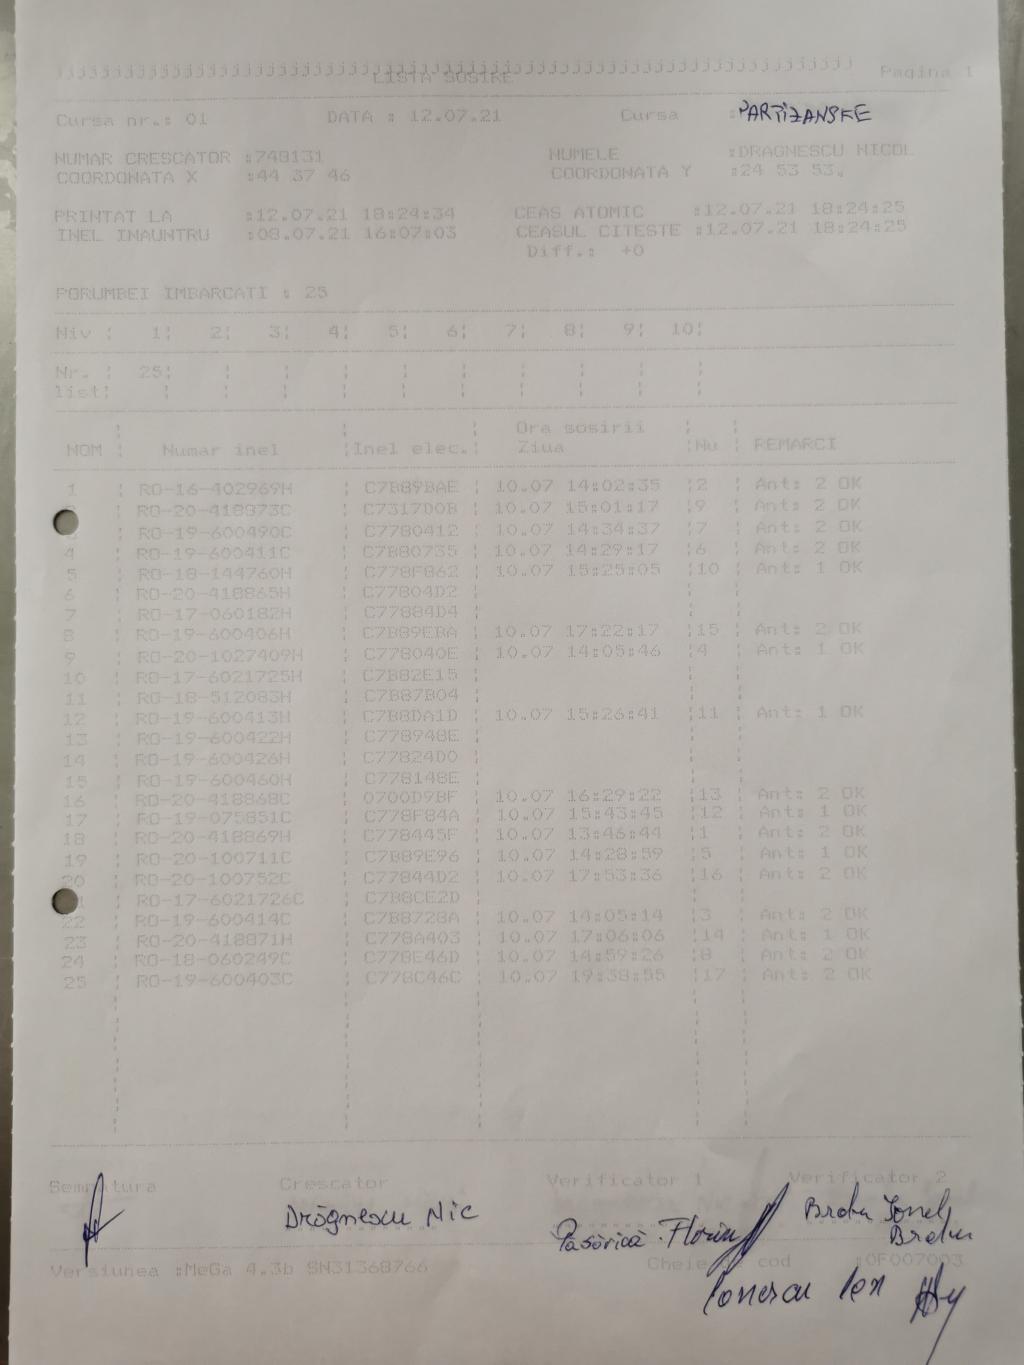 LISTA SOSIRE Pagina 1
Cursa nr.: 01 DATA : 12.07.21 Cursa :PARTIZANSKE
NUMAR CRESCATOR :748131 NUMELE :DRAGNESCU NICOL
COORDONATA X :44 37 46 COORDONATA Y :24 53 53.
PRINTAT LA :12.07.21 18:24:34 CEAS ATOMIC :12.07.21 18:24:25
INEL INAUNTRU :08.07.21 16:07:03 CEASUL CITESTE :12.07.21 18:24:25
Diff.: +0
PORUMBEI IMBARCATI : 25
Niv : 1: 2: 3: 4: 5: 6: 7: 8: 9: 10:
Nr. : 25:
list:
Ora sosirii
NOM Numar inel Inel elec. Ziua Nu REMARCI
1 RO-16-402969H C7B89BAE 10.07 14:02:35 2 Ant: 2 OK
RO-20-418873C C7317D0B 10.07 15:01:17 9 Ant: 2 OK
RO-19-600490C C7780412 10.07 14:34:37 7 Ant: 2 OK
4 RO-19-600411C C7B80735 10.07 14:29:17 6 Ant: 2 OK
5 RO-18-144760H C778F862 10.07 15:25:05 10 Ant: 1 OK
6 RO-20-418865H C77804D2
7 RO-17-060182H C77884D4
8 RO-19-600406H C7B89EBA 10.07 17:22:17 15 Ant: 2 OK
9 RO-20-1027409H C778040E 10.07 14:05:46 4 Ant: 1 OK
10 RO-17-6021725H C7B82E15
11 RO-18-512083H C7B87B04
12 RO-19-600413H C7B8DA1D 10.07 15:26:41 11 Ant: 1 OK
13 RO-19-600422H C778948E
14 RO-19-600426H C77824D0
15 RO-19-600460H C778148E
16 RO-20-418868C 0700D9BF 10.07 16:29:22 13 Ant: 2 OK
17 RO-19-075851C C778F84A 10.07 15:43:45 12 Ant: 1 OK
18 RO-20-418869H C778445F 10.07 13:46:44 1 Ant: 2 OK
19 RO-20-100711C C7B89E96 10.07 14:28:59 5 Ant: 1 OK
20 RO-20-100752C C77844D2 10.07 17:53:36 16 Ant: 2 OK
RO-17-6021726C C7B8CE2D
22 RO-19-600414C C7B8728A 10.07 14:05:14 3 Ant: 2 OK
23 RO-20-418871H C778A403 10.07 17:06:06 14 Ant: 1 OK
24 RO-18-060249C C778E46D 10.07 14:59:26 8 Ant: 2 OK
25 RO-19-600403C C778C46C 10.07 19:38:55 17 Ant: 2 OK
Semnatura Crescator Verificator 1 Verificator 2
Drăgnescu Nic Păsărică Florin Ionel
Versiunea :MeGa 4.3b SN31368766 Cheie de cod :0F007003
Ionescu Ion